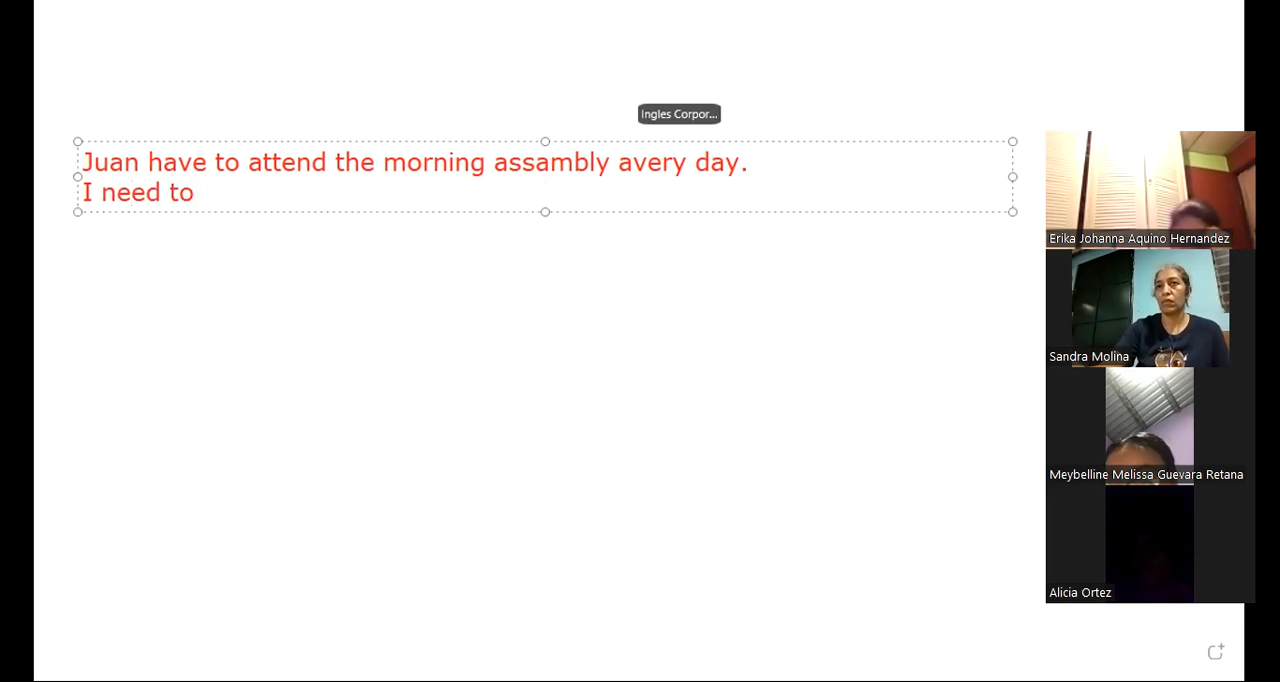 Ingles Corpor...
Juan have to attend the morning assambly avery day.
I need to
Erika Johanna Aquino Hernandez
Sandra Molina
Meybelline Melissa Guevara Retana
Alicia Ortez